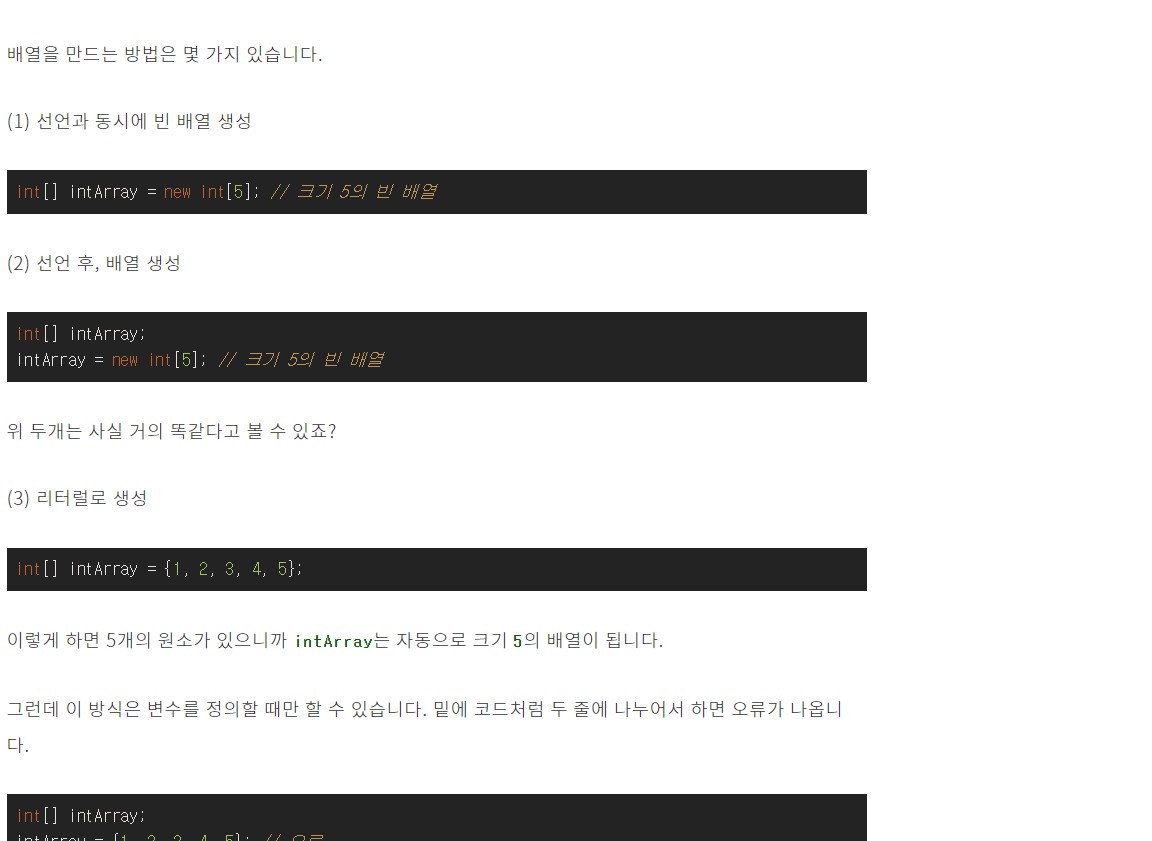 배열을 만드는 방법은 몇 가지 있습니다.
(1) 선언과 동시에 빈 배열 생성
int[] intArray = new int[5]; // 크기 5의 빈 배열
(2) 선언 후, 배열 생성
int[] intArray;
intArray = new int[5]; // 크기 5의 빈 배열
위 두개는 사실 거의 똑같다고 볼 수 있죠?
(3) 리터럴로 생성
int[] intArray = {1, 2, 3, 4, 5};
이렇게 하면 5개의 원소가 있으니까 intArray는 자동으로 크기 5의 배열이 됩니다.
그런데 이 방식은 변수를 정의할 때만 할 수 있습니다. 밑에 코드처럼 두 줄에 나누어서 하면 오류가 나옵니
다.
int[] intArray;
intArray = {1, 2, 3, 4, 5}; // 오류